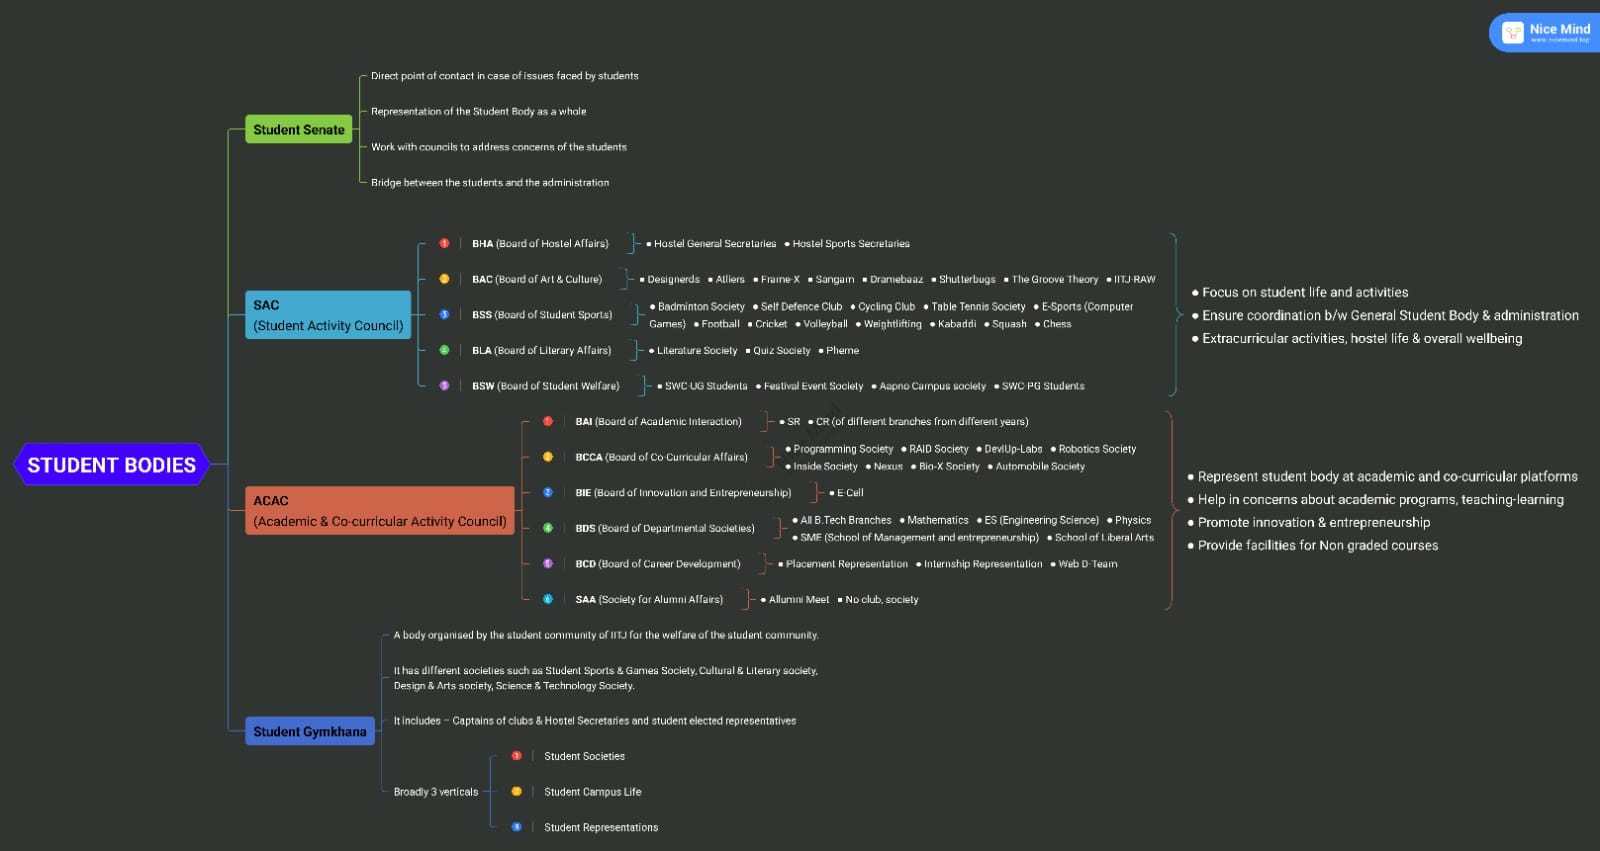 Nice Mind
www.nicemind.top
STUDENT BODIES
Student Senate
Direct point of contact in case of issues faced by students
Representation of the Student Body as a whole
Work with councils to address concerns of the students
Bridge between the students and the administration
SAC
(Student Activity Council)
1 | BHA (Board of Hostel Affairs)
● Hostel General Secretaries ● Hostel Sports Secretaries
2 | BAC (Board of Art & Culture)
● Designerds ● Atliers ● Frame-X ● Sangam ● Dramebaaz ● Shutterbugs ● The Groove Theory ● IITJ-RAW
3 | BSS (Board of Student Sports)
● Badminton Society ● Self Defence Club ● Cycling Club ● Table Tennis Society ● E-Sports (Computer
Games) ● Football ● Cricket ● Volleyball ● Weightlifting ● Kabaddi ● Squash ● Chess
4 | BLA (Board of Literary Affairs)
● Literature Society ● Quiz Society ● Pheme
5 | BSW (Board of Student Welfare)
● SWC-UG Students ● Festival Event Society ● Aapno Campus society ● SWC-PG Students
● Focus on student life and activities
● Ensure coordination b/w General Student Body & administration
● Extracurricular activities, hostel life & overall wellbeing
ACAC
(Academic & Co-curricular Activity Council)
1 | BAI (Board of Academic Interaction)
● SR ● CR (of different branches from different years)
2 | BCCA (Board of Co-Curricular Affairs)
● Programming Society ● RAID Society ● DevlUp-Labs ● Robotics Society
● Inside Society ● Nexus ● Bio-X Society ● Automobile Society
3 | BIE (Board of Innovation and Entrepreneurship)
● E-Cell
4 | BDS (Board of Departmental Societies)
● All B.Tech Branches ● Mathematics ● ES (Engineering Science) ● Physics
● SME (School of Management and entrepreneurship) ● School of Liberal Arts
5 | BCD (Board of Career Development)
● Placement Representation ● Internship Representation ● Web D-Team
6 | SAA (Society for Alumni Affairs)
● Allumni Meet ● No club, society
● Represent student body at academic and co-curricular platforms
● Help in concerns about academic programs, teaching-learning
● Promote innovation & entrepreneurship
● Provide facilities for Non graded courses
Student Gymkhana
A body organised by the student community of IITJ for the welfare of the student community.
It has different societies such as Student Sports & Games Society, Cultural & Literary society,
Design & Arts society, Science & Technology Society.
It includes – Captains of clubs & Hostel Secretaries and student elected representatives
Broadly 3 verticals
1 | Student Societies
2 | Student Campus Life
3 | Student Representations